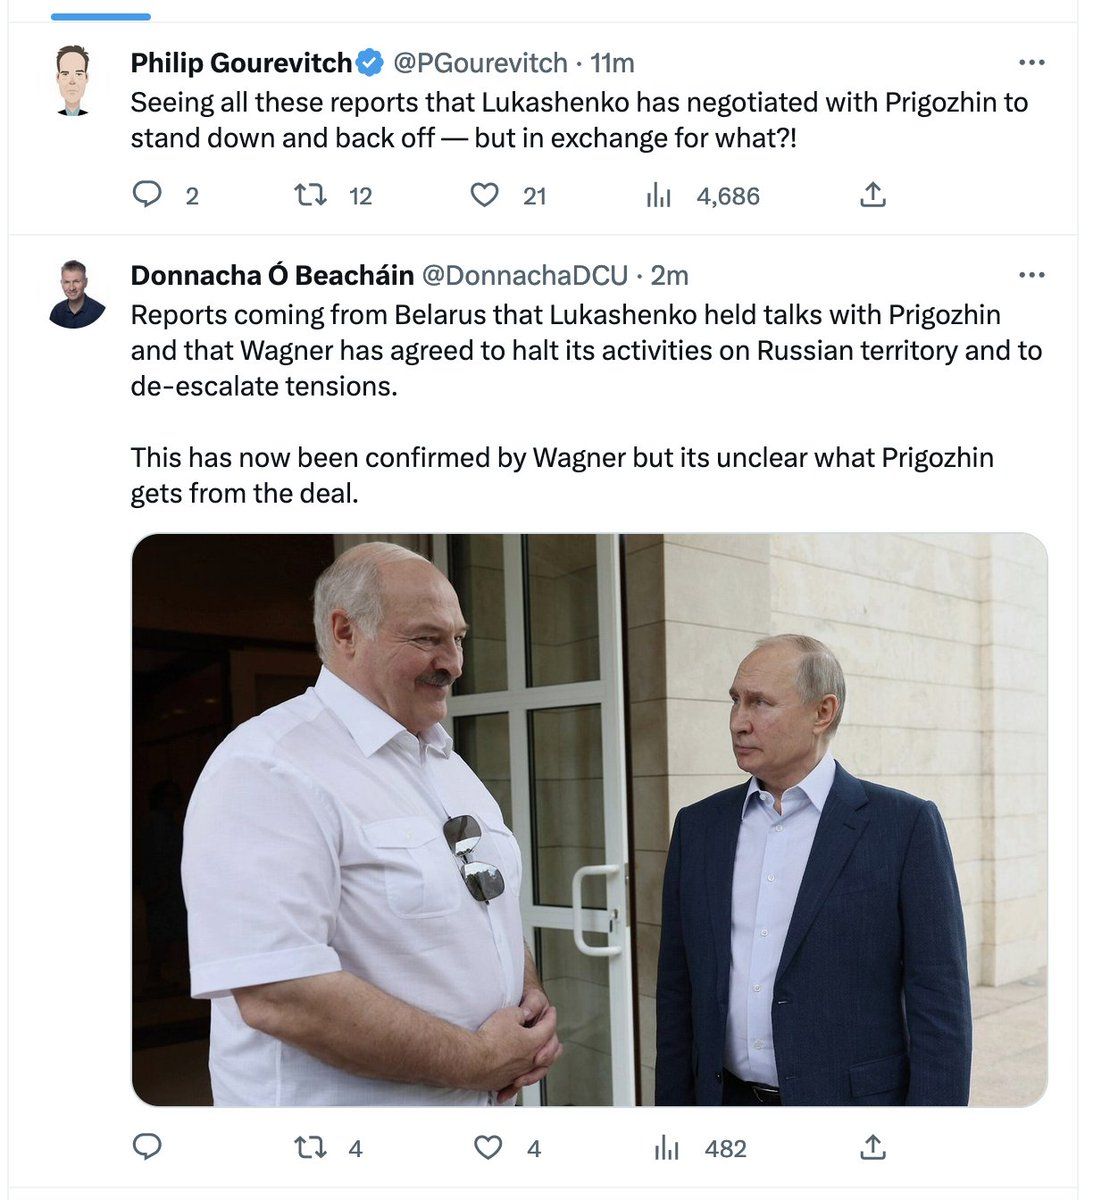 Philip Gourevitch @PGourevitch · 11m
Seeing all these reports that Lukashenko has negotiated with Prigozhin to
stand down and back off — but in exchange for what?!
2 12 21 4,686
Donnacha Ó Beacháin @DonnachaDCU · 2m
Reports coming from Belarus that Lukashenko held talks with Prigozhin
and that Wagner has agreed to halt its activities on Russian territory and to
de-escalate tensions.
This has now been confirmed by Wagner but its unclear what Prigozhin
gets from the deal.
4 4 482